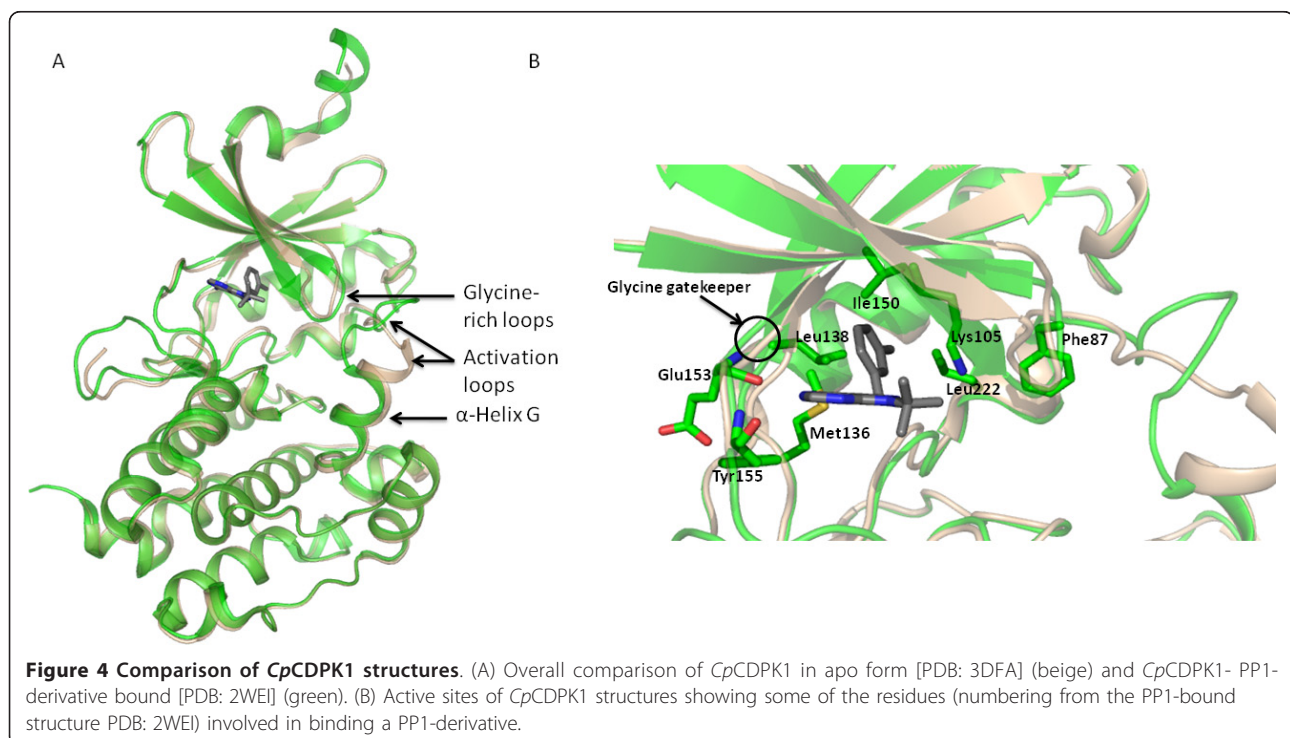 A
B
Glycine-
rich loops
Activation
loops
α-Helix G
Glycine gatekeeper
Ile150
Leu138
Lys105
Phe87
Glu153
Leu222
Met136
Tyr155
Figure 4 Comparison of CpCDPK1 structures. (A) Overall comparison of CpCDPK1 in apo form [PDB: 3DFA] (beige) and CpCDPK1- PP1-
derivative bound [PDB: 2WEI] (green). (B) Active sites of CpCDPK1 structures showing some of the residues (numbering from the PP1-bound
structure PDB: 2WEI) involved in binding a PP1-derivative.